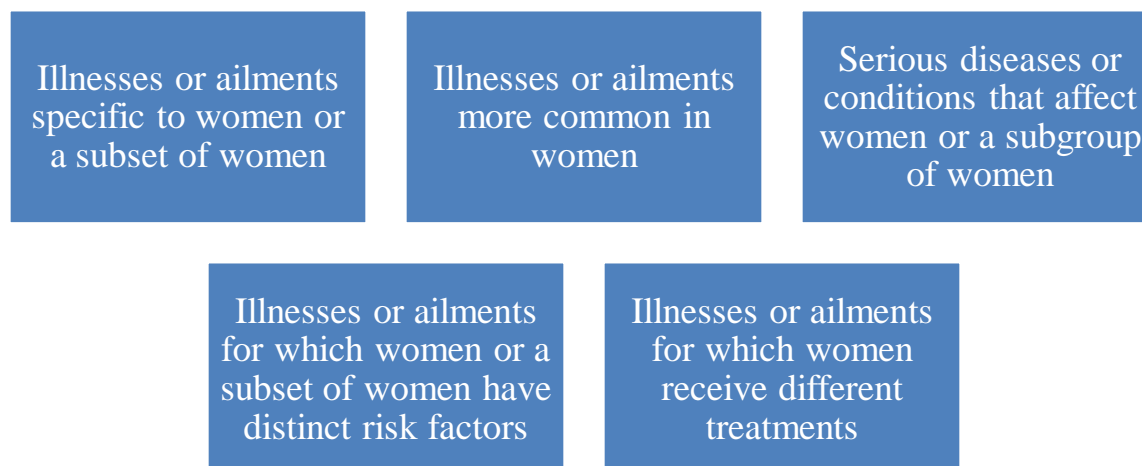 Illnesses or ailments
specific to women or
a subset of women
Illnesses or ailments
more common in
women
Serious diseases or
conditions that affect
women or a subgroup
of women
Illnesses or ailments
for which women or a
subset of women have
distinct risk factors
Illnesses or ailments
for which women
receive different
treatments